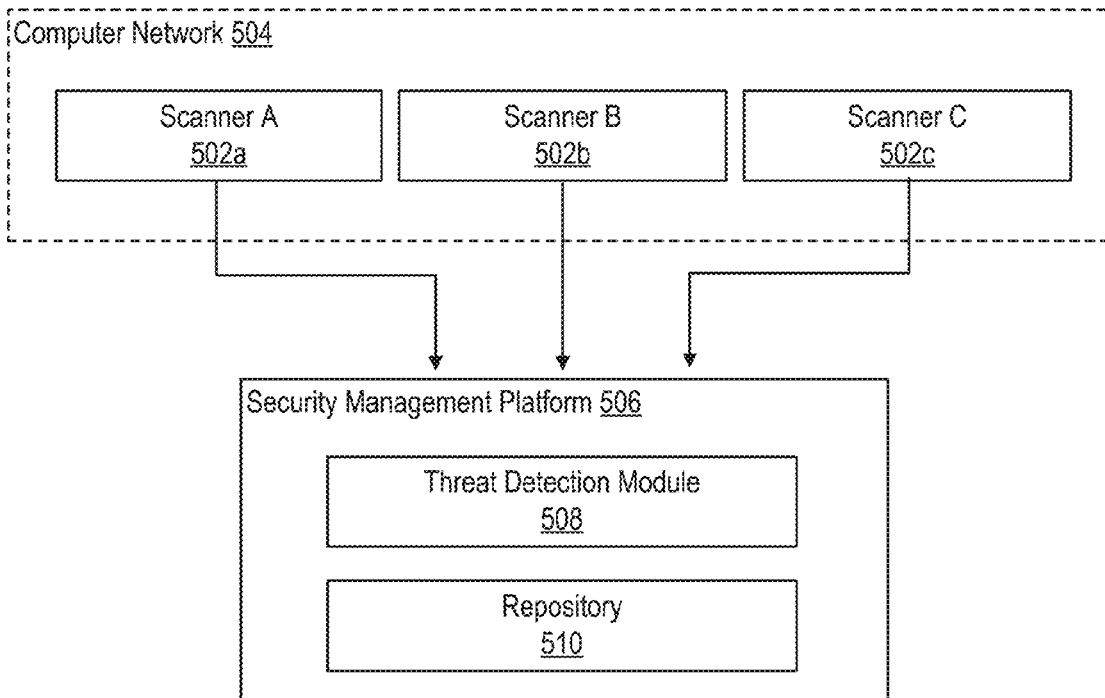 Computer Network 504
Scanner A
502a
Scanner B
502b
Scanner C
502c
Security Management Platform 506
Threat Detection Module
508
Repository
510